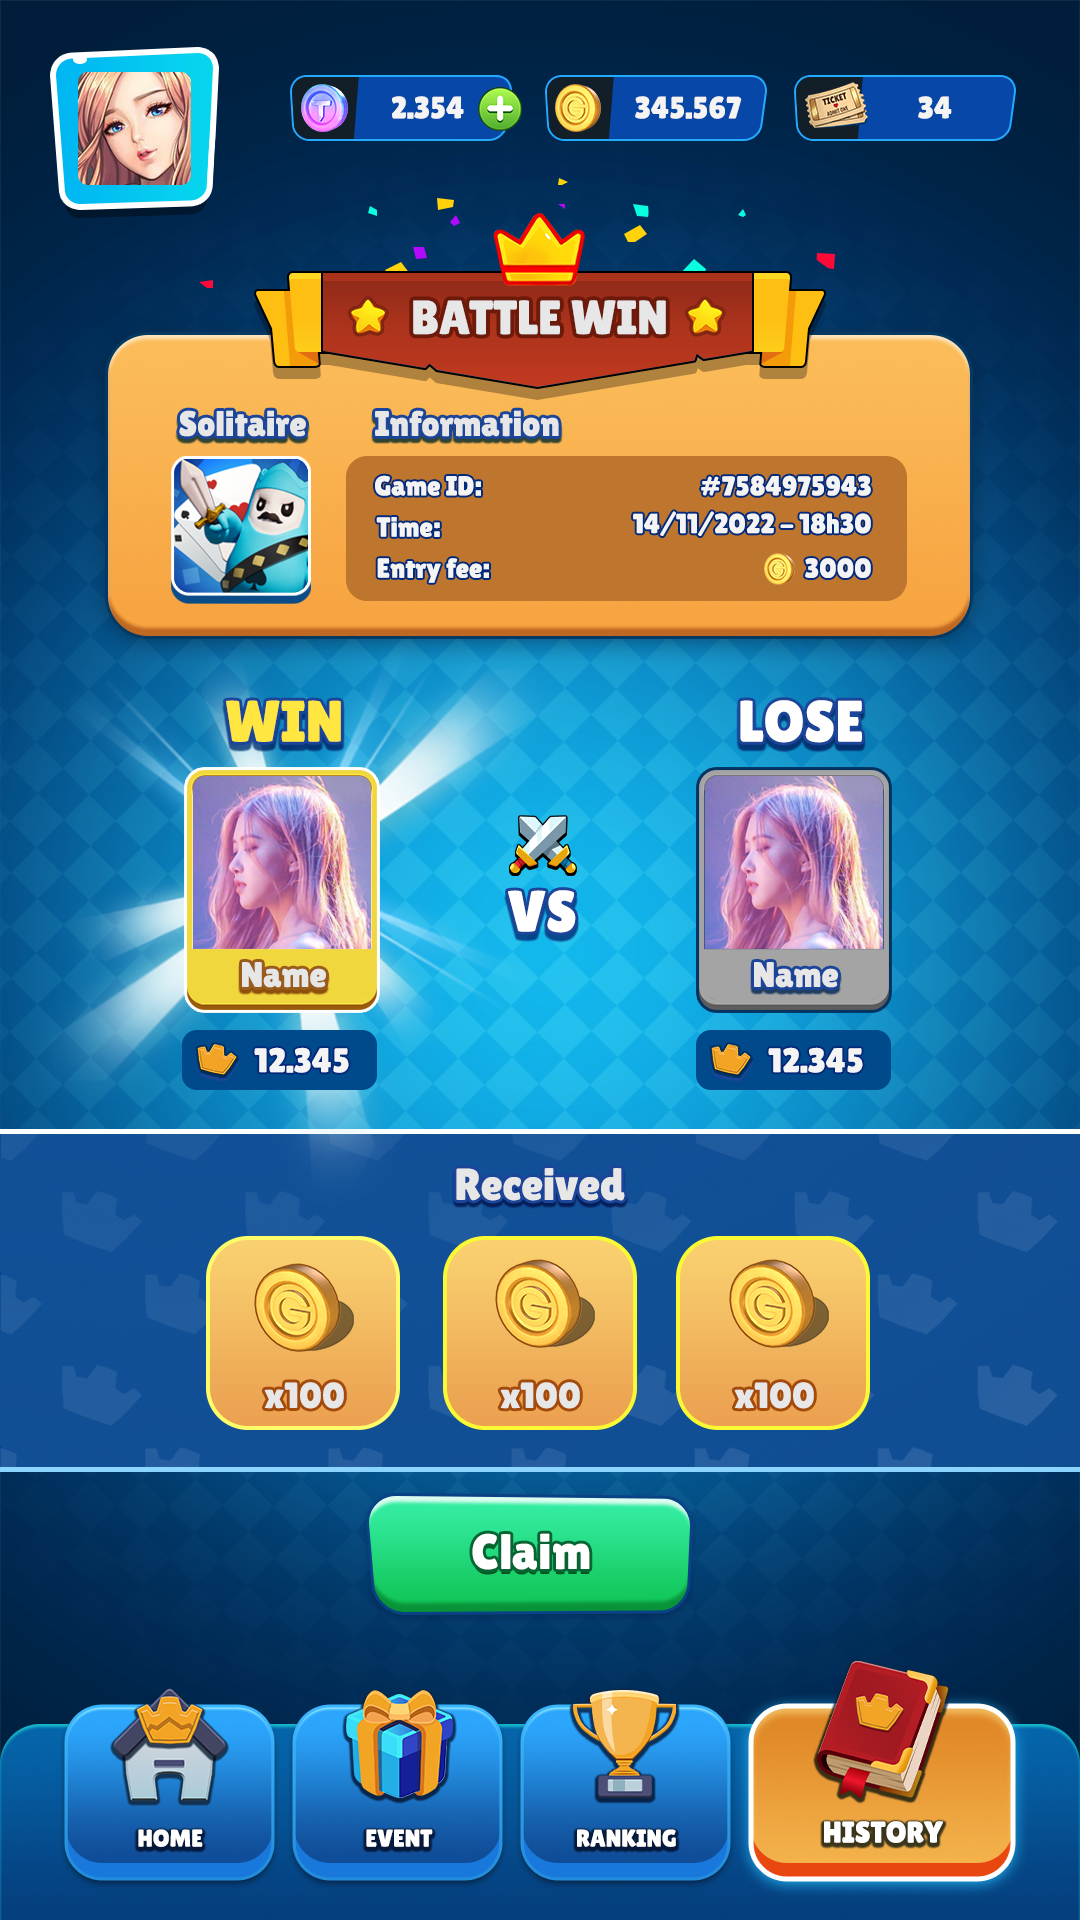 2.354
345.567
TICKET
ADMIT ONE
34
BATTLE WIN
Solitaire
Information
Game ID: #7584975943
Time: 14/11/2022 – 18h30
Entry fee: 3000
WIN
LOSE
VS
Name
Name
12.345
12.345
Received
x100
x100
x100
Claim
HOME
EVENT
RANKING
HISTORY